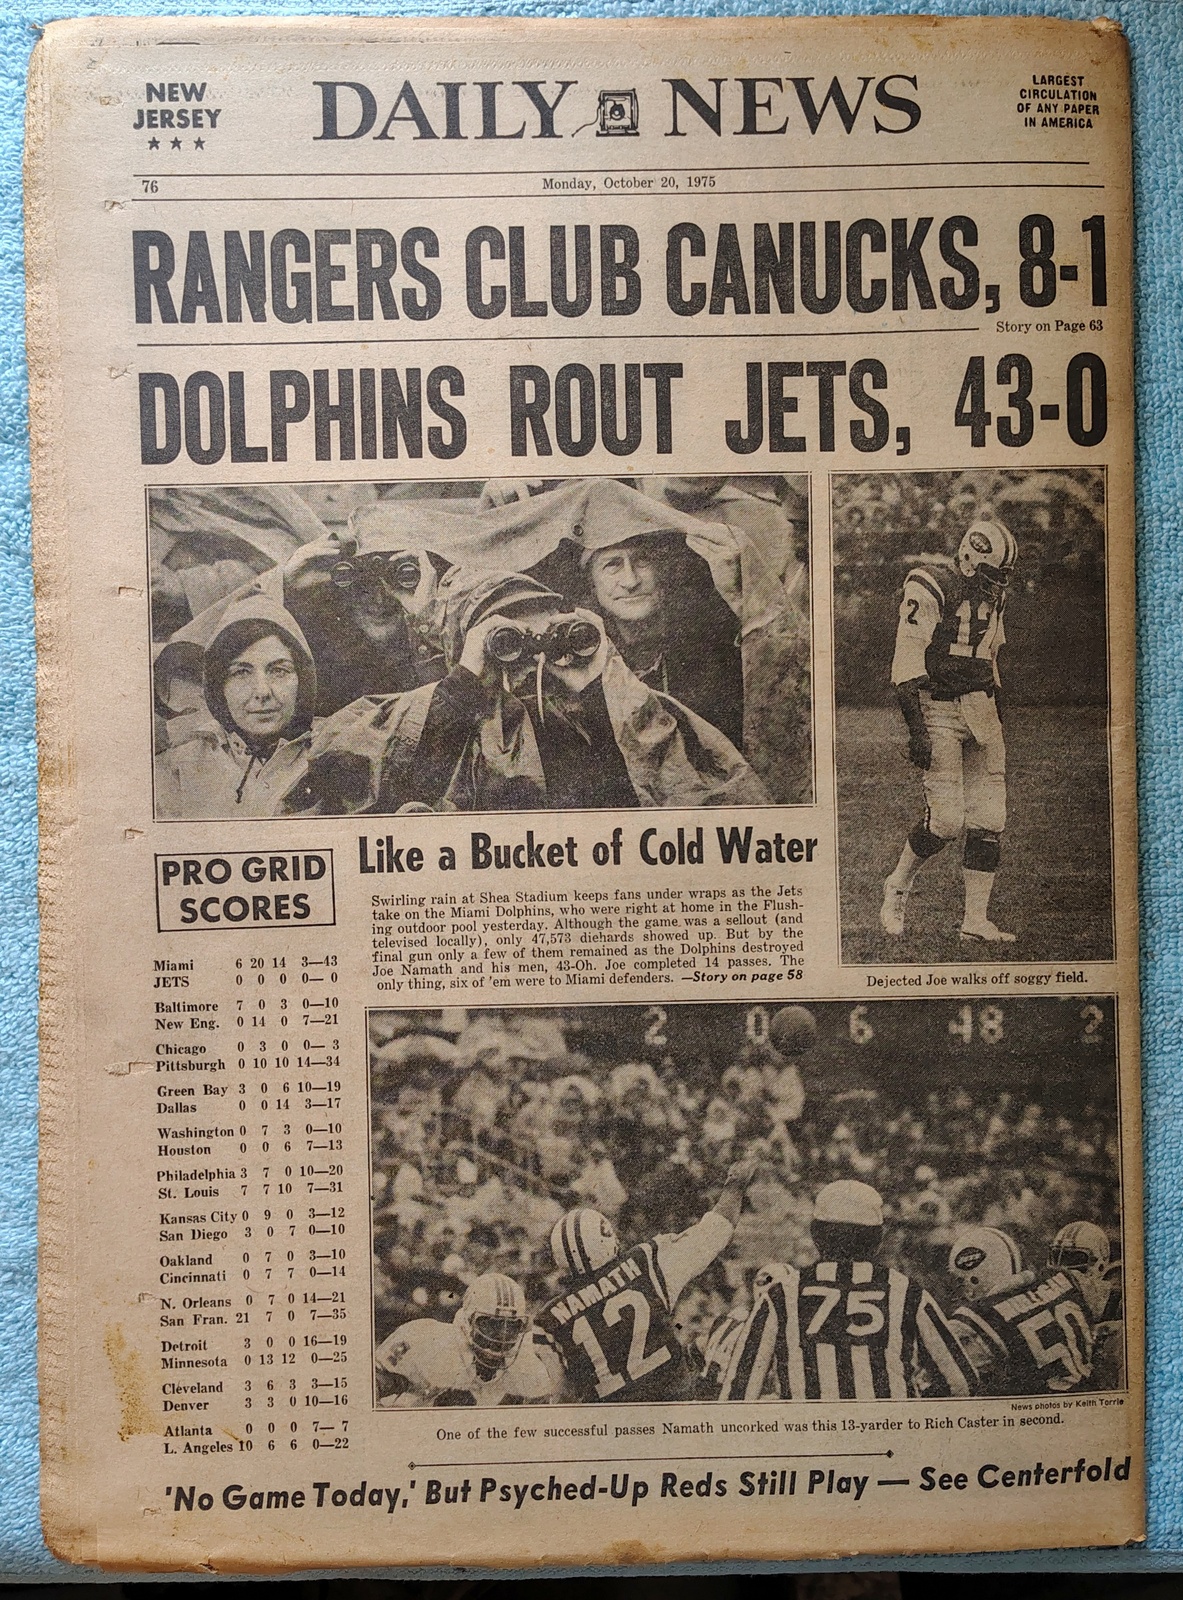 NEW
JERSEY
★ ★ ★
DAILY NEWS
LARGEST
CIRCULATION
OF ANY PAPER
IN AMERICA
76
Monday, October 20, 1975
RANGERS CLUB CANUCKS, 8-1
Story on Page 63
DOLPHINS ROUT JETS, 43-0
2
12
Like a Bucket of Cold Water
Swirling rain at Shea Stadium keeps fans under wraps as the Jets
take on the Miami Dolphins, who were right at home in the Flush-
ing outdoor pool yesterday. Although the game was a sellout (and
televised locally), only 47,573 diehards showed up. But by the
final gun only a few of them remained as the Dolphins destroyed
Joe Namath and his men, 43-Oh. Joe completed 14 passes. The
only thing, six of 'em were to Miami defenders. —Story on page 58
Dejected Joe walks off soggy field.
PRO GRID
SCORES
Miami 6 20 14 3—43
JETS 0 0 0 0— 0
Baltimore 7 0 3 0—10
New Eng. 0 14 0 7—21
Chicago 0 3 0 0— 3
Pittsburgh 0 10 10 14—34
Green Bay 3 0 6 10—19
Dallas 0 0 14 3—17
Washington 0 7 3 0—10
Houston 0 0 6 7—13
Philadelphia 3 7 0 10—20
St. Louis 7 7 10 7—31
Kansas City 0 9 0 3—12
San Diego 3 0 7 0—10
Oakland 0 7 0 3—10
Cincinnati 0 7 7 0—14
N. Orleans 0 7 0 14—21
San Fran. 21 7 0 7—35
Detroit 3 0 0 16—19
Minnesota 0 13 12 0—25
Cleveland 3 6 3 3—15
Denver 3 3 0 10—16
Atlanta 0 0 0 7— 7
L. Angeles 10 6 6 0—22
2 0 6 48 2
NAMATH
12
75
50
News photos by Keith Torrie
One of the few successful passes Namath uncorked was this 13-yarder to Rich Caster in second.
'No Game Today,' But Psyched-Up Reds Still Play — See Centerfold